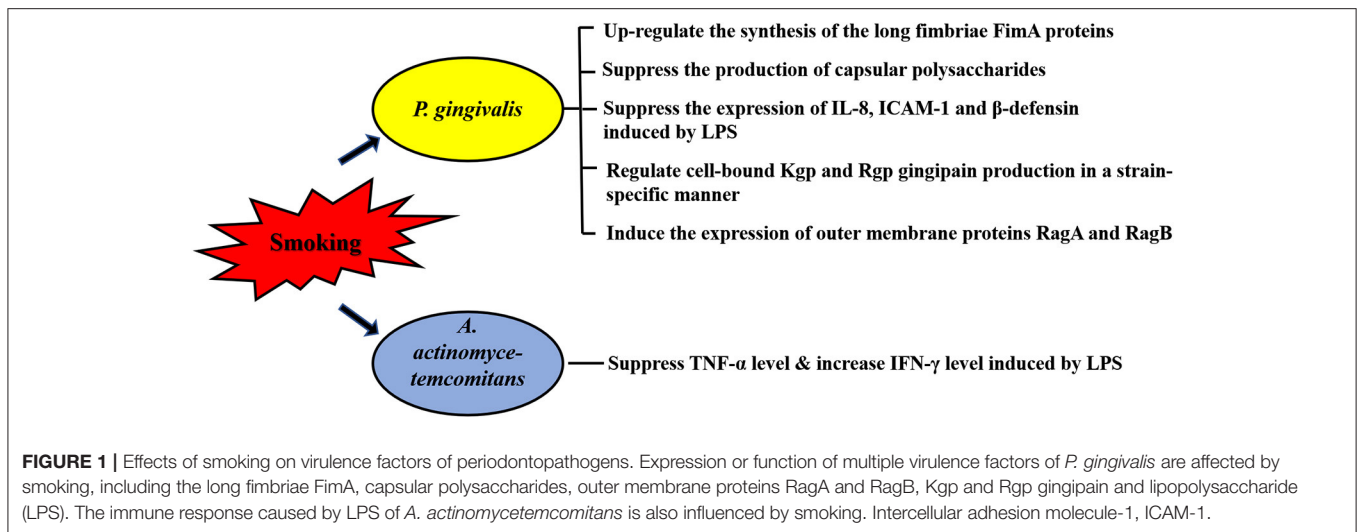 Up-regulate the synthesis of the long fimbriae FimA proteins
Suppress the production of capsular polysaccharides
P. gingivalis
Suppress the expression of IL-8, ICAM-1 and β-defensin
induced by LPS
Regulate cell-bound Kgp and Rgp gingipain production in a strain-
specific manner
Induce the expression of outer membrane proteins RagA and RagB
Smoking
A.
actinomyce-
temcomitans
Suppress TNF-α level & increase IFN-γ level induced by LPS
FIGURE 1 | Effects of smoking on virulence factors of periodontopathogens. Expression or function of multiple virulence factors of P. gingivalis are affected by
smoking, including the long fimbriae FimA, capsular polysaccharides, outer membrane proteins RagA and RagB, Kgp and Rgp gingipain and lipopolysaccharide
(LPS). The immune response caused by LPS of A. actinomycetemcomitans is also influenced by smoking. Intercellular adhesion molecule-1, ICAM-1.